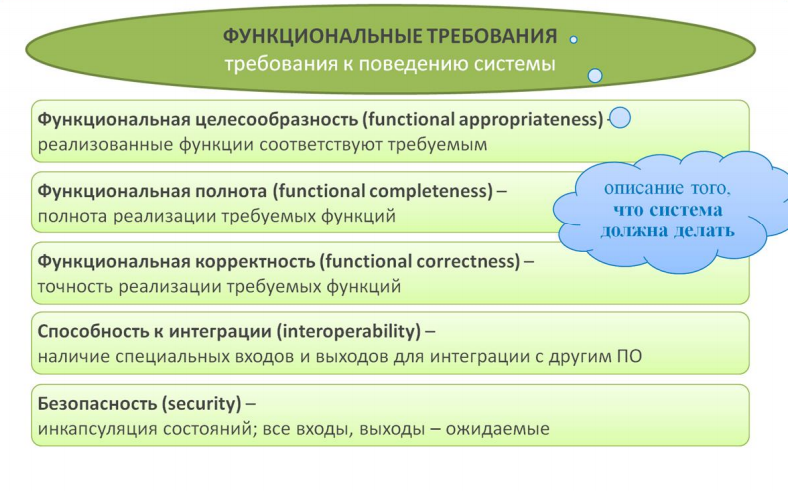 ФУНКЦИОНАЛЬНЫЕ ТРЕБОВАНИЯ
требования к поведению системы
Функциональная целесообразность (functional appropriateness) -
реализованные функции соответствуют требуемым
Функциональная полнота (functional completeness) –
полнота реализации требуемых функций
описание того,
что система
должна делать
Функциональная корректность (functional correctness) –
точность реализации требуемых функций
Способность к интеграции (interoperability) –
наличие специальных входов и выходов для интеграции с другим ПО
Безопасность (security) –
инкапсуляция состояний; все входы, выходы – ожидаемые